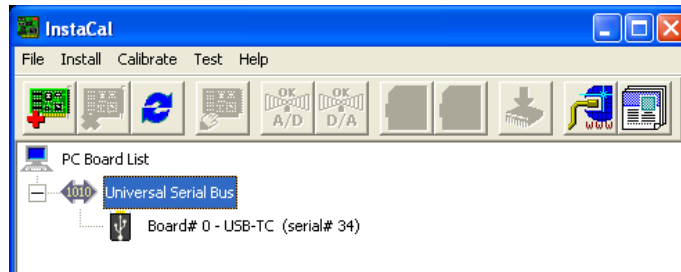 InstaCal
File Install Calibrate Test Help
OK A/D OK D/A www
PC Board List
1010 Universal Serial Bus
Board# 0 - USB-TC (serial# 34)